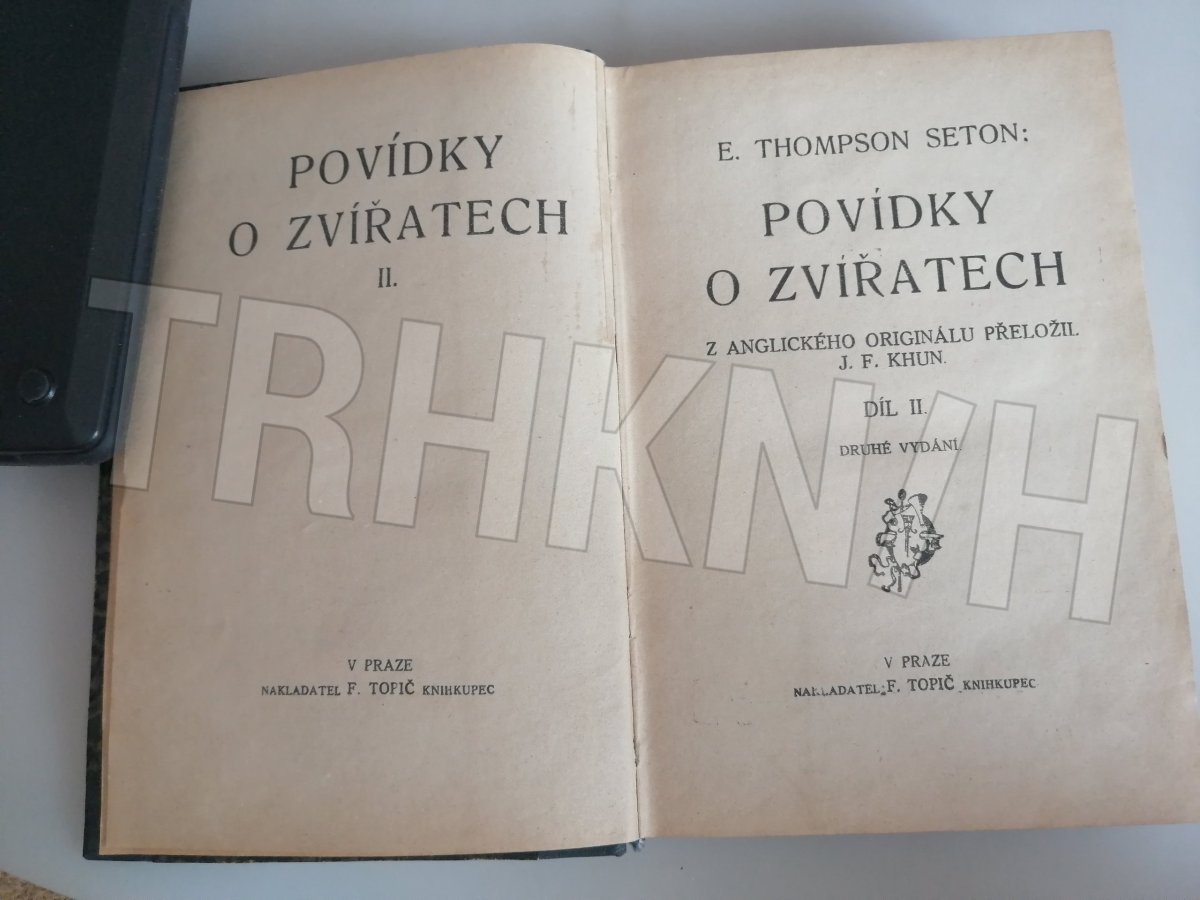 POVÍDKY
O ZVÍŘATECH
II.
V PRAZE
NAKLADATEL F. TOPIČ KNIHKUPEC
E. THOMPSON SETON:
POVÍDKY
O ZVÍŘATECH
Z ANGLICKÉHO ORIGINÁLU PŘELOŽIL
J. F. KHUN.
DÍL II.
DRUHÉ VYDÁNÍ.
V PRAZE
NAKLADATEL F. TOPIČ KNIHKUPEC
TRHKNIH